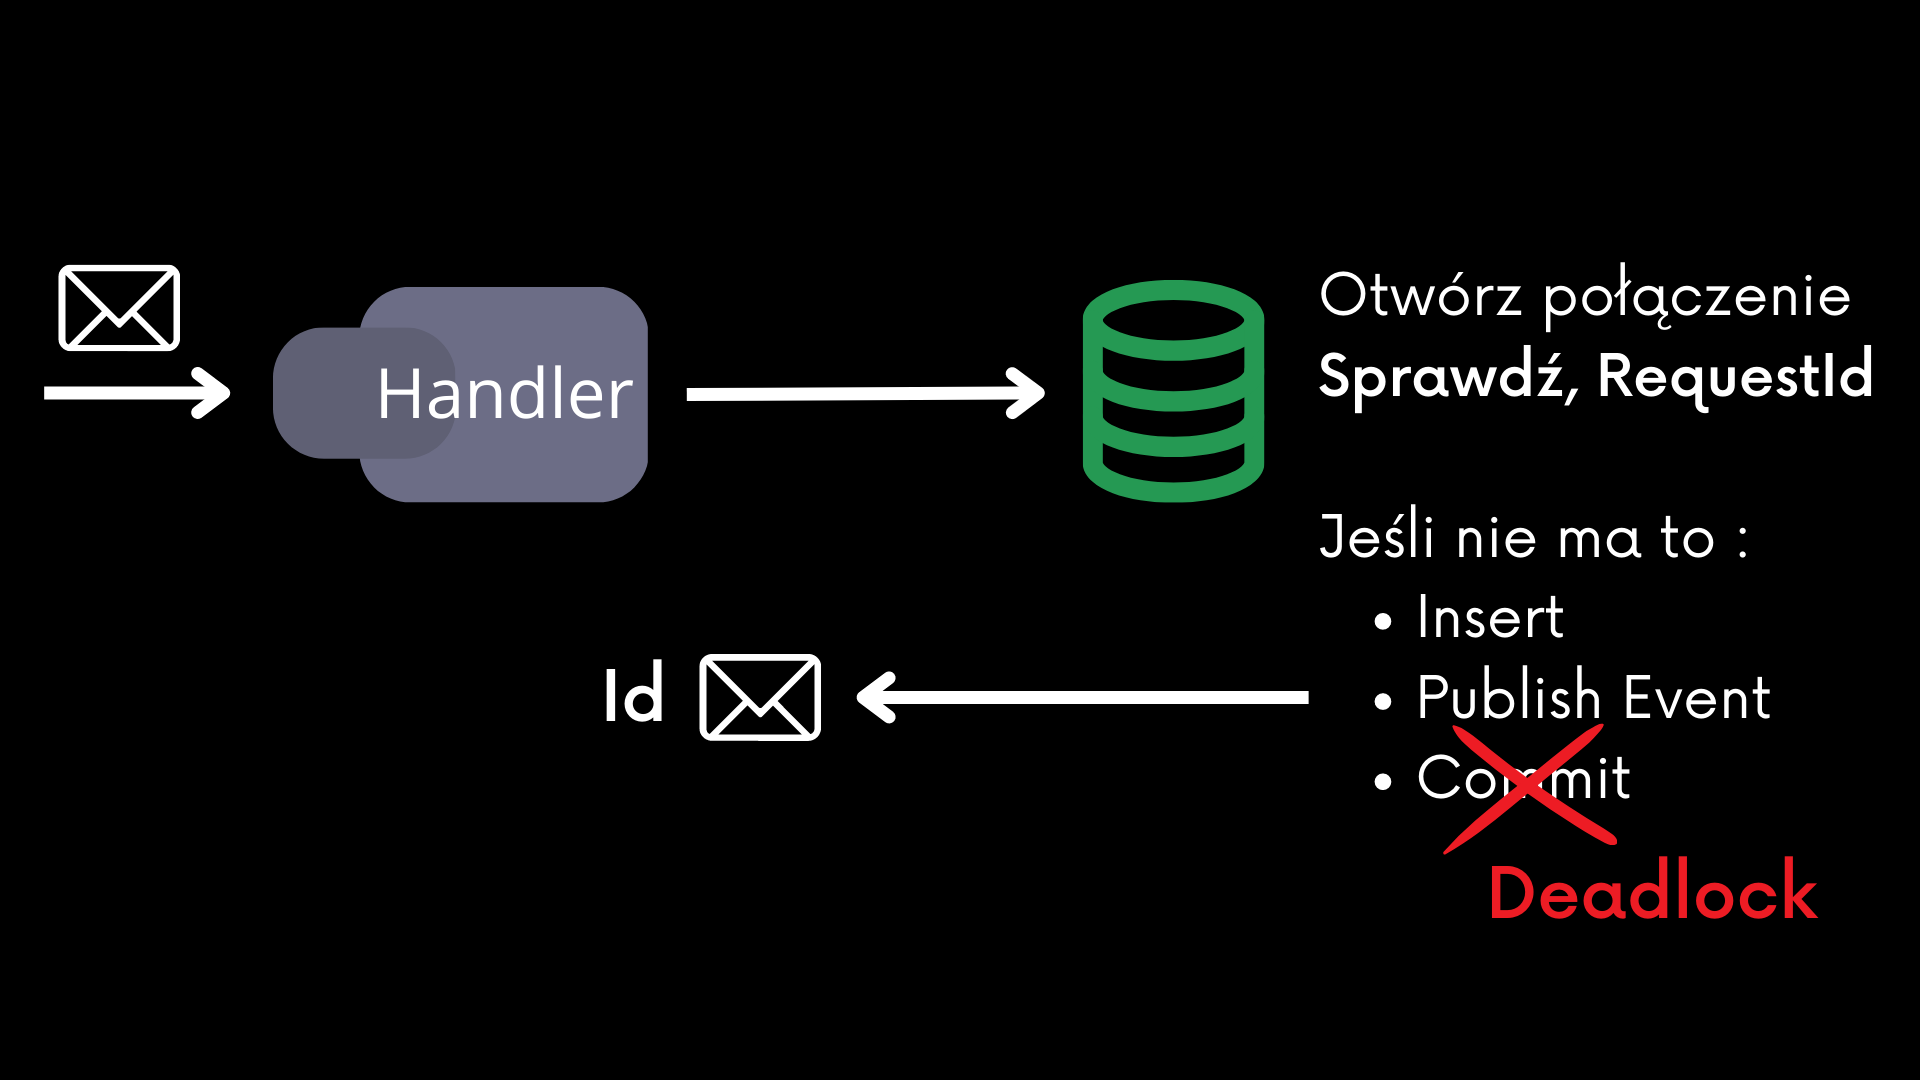 Handler
Otwórz połączenie
Sprawdź, RequestId
Jeśli nie ma to :
• Insert
• Publish Event
• Commit
Id
Deadlock